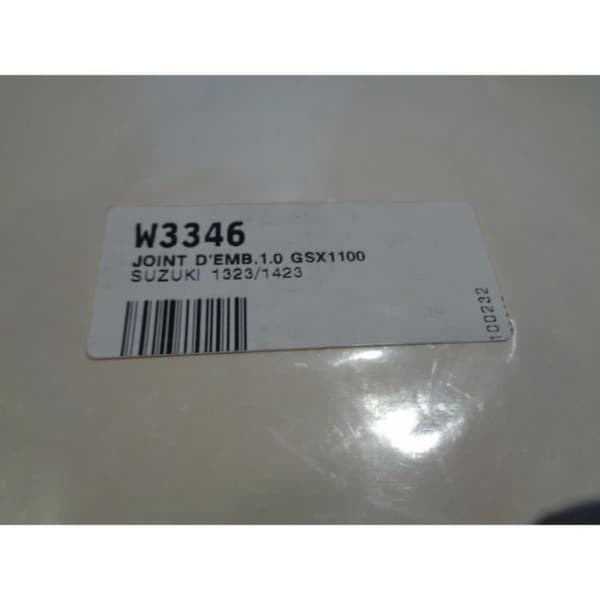 W3346
JOINT D'EMB.1.0 GSX1100
SUZUKI 1323/1423
100232